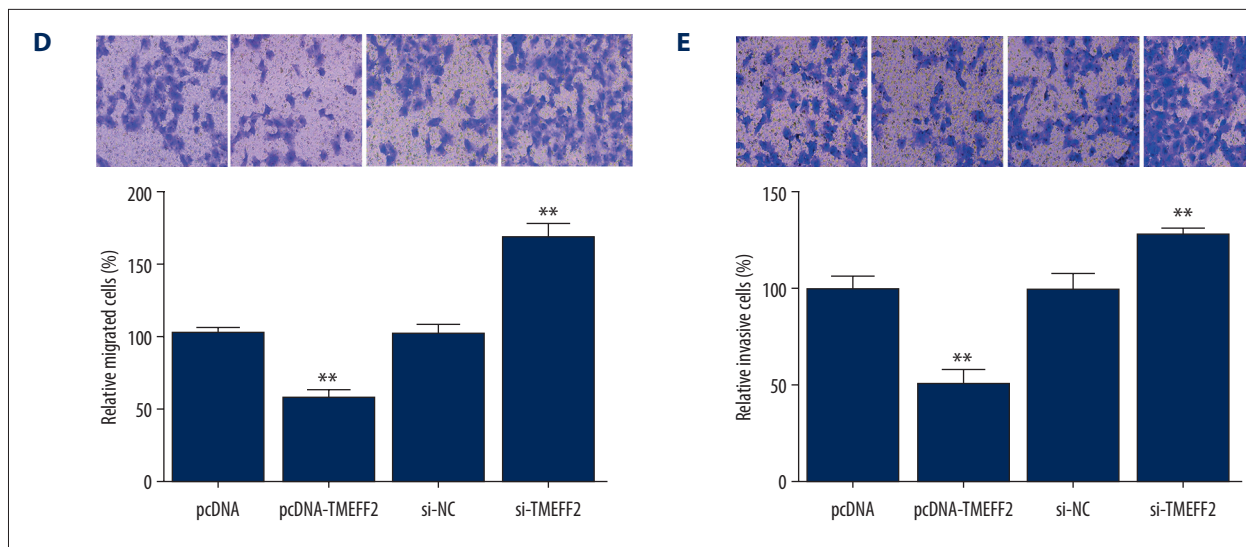 D
Relative migrated cells (%)
200
150
100
50
0
**
**
pcDNA
pcDNA-TMEFF2
si-NC
si-TMEFF2
E
Relative invasive cells (%)
150
100
50
0
**
**
pcDNA
pcDNA-TMEFF2
si-NC
si-TMEFF2